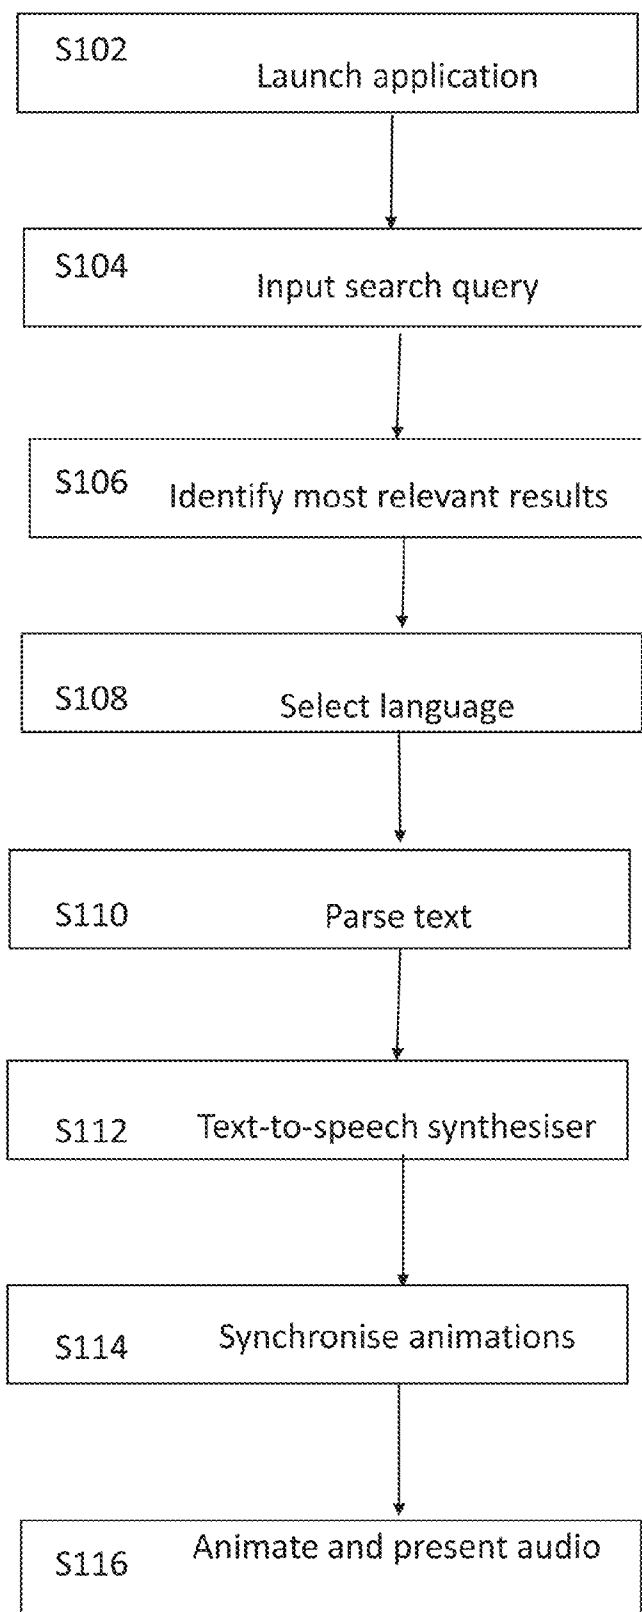 S102
Launch application
S104
Input search query
S106
Identify most relevant results
S108
Select language
S110
Parse text
S112
Text-to-speech synthesiser
S114
Synchronise animations
S116
Animate and present audio